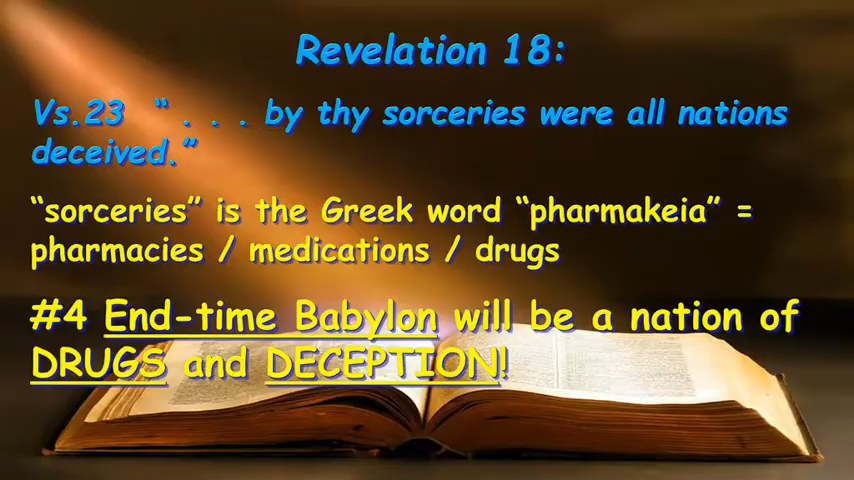 Revelation 18:
Vs.23 “ . . . by thy sorceries were all nations
deceived.”
“sorceries” is the Greek word “pharmakeia” =
pharmacies / medications / drugs
#4 End-time Babylon will be a nation of
DRUGS and DECEPTION!